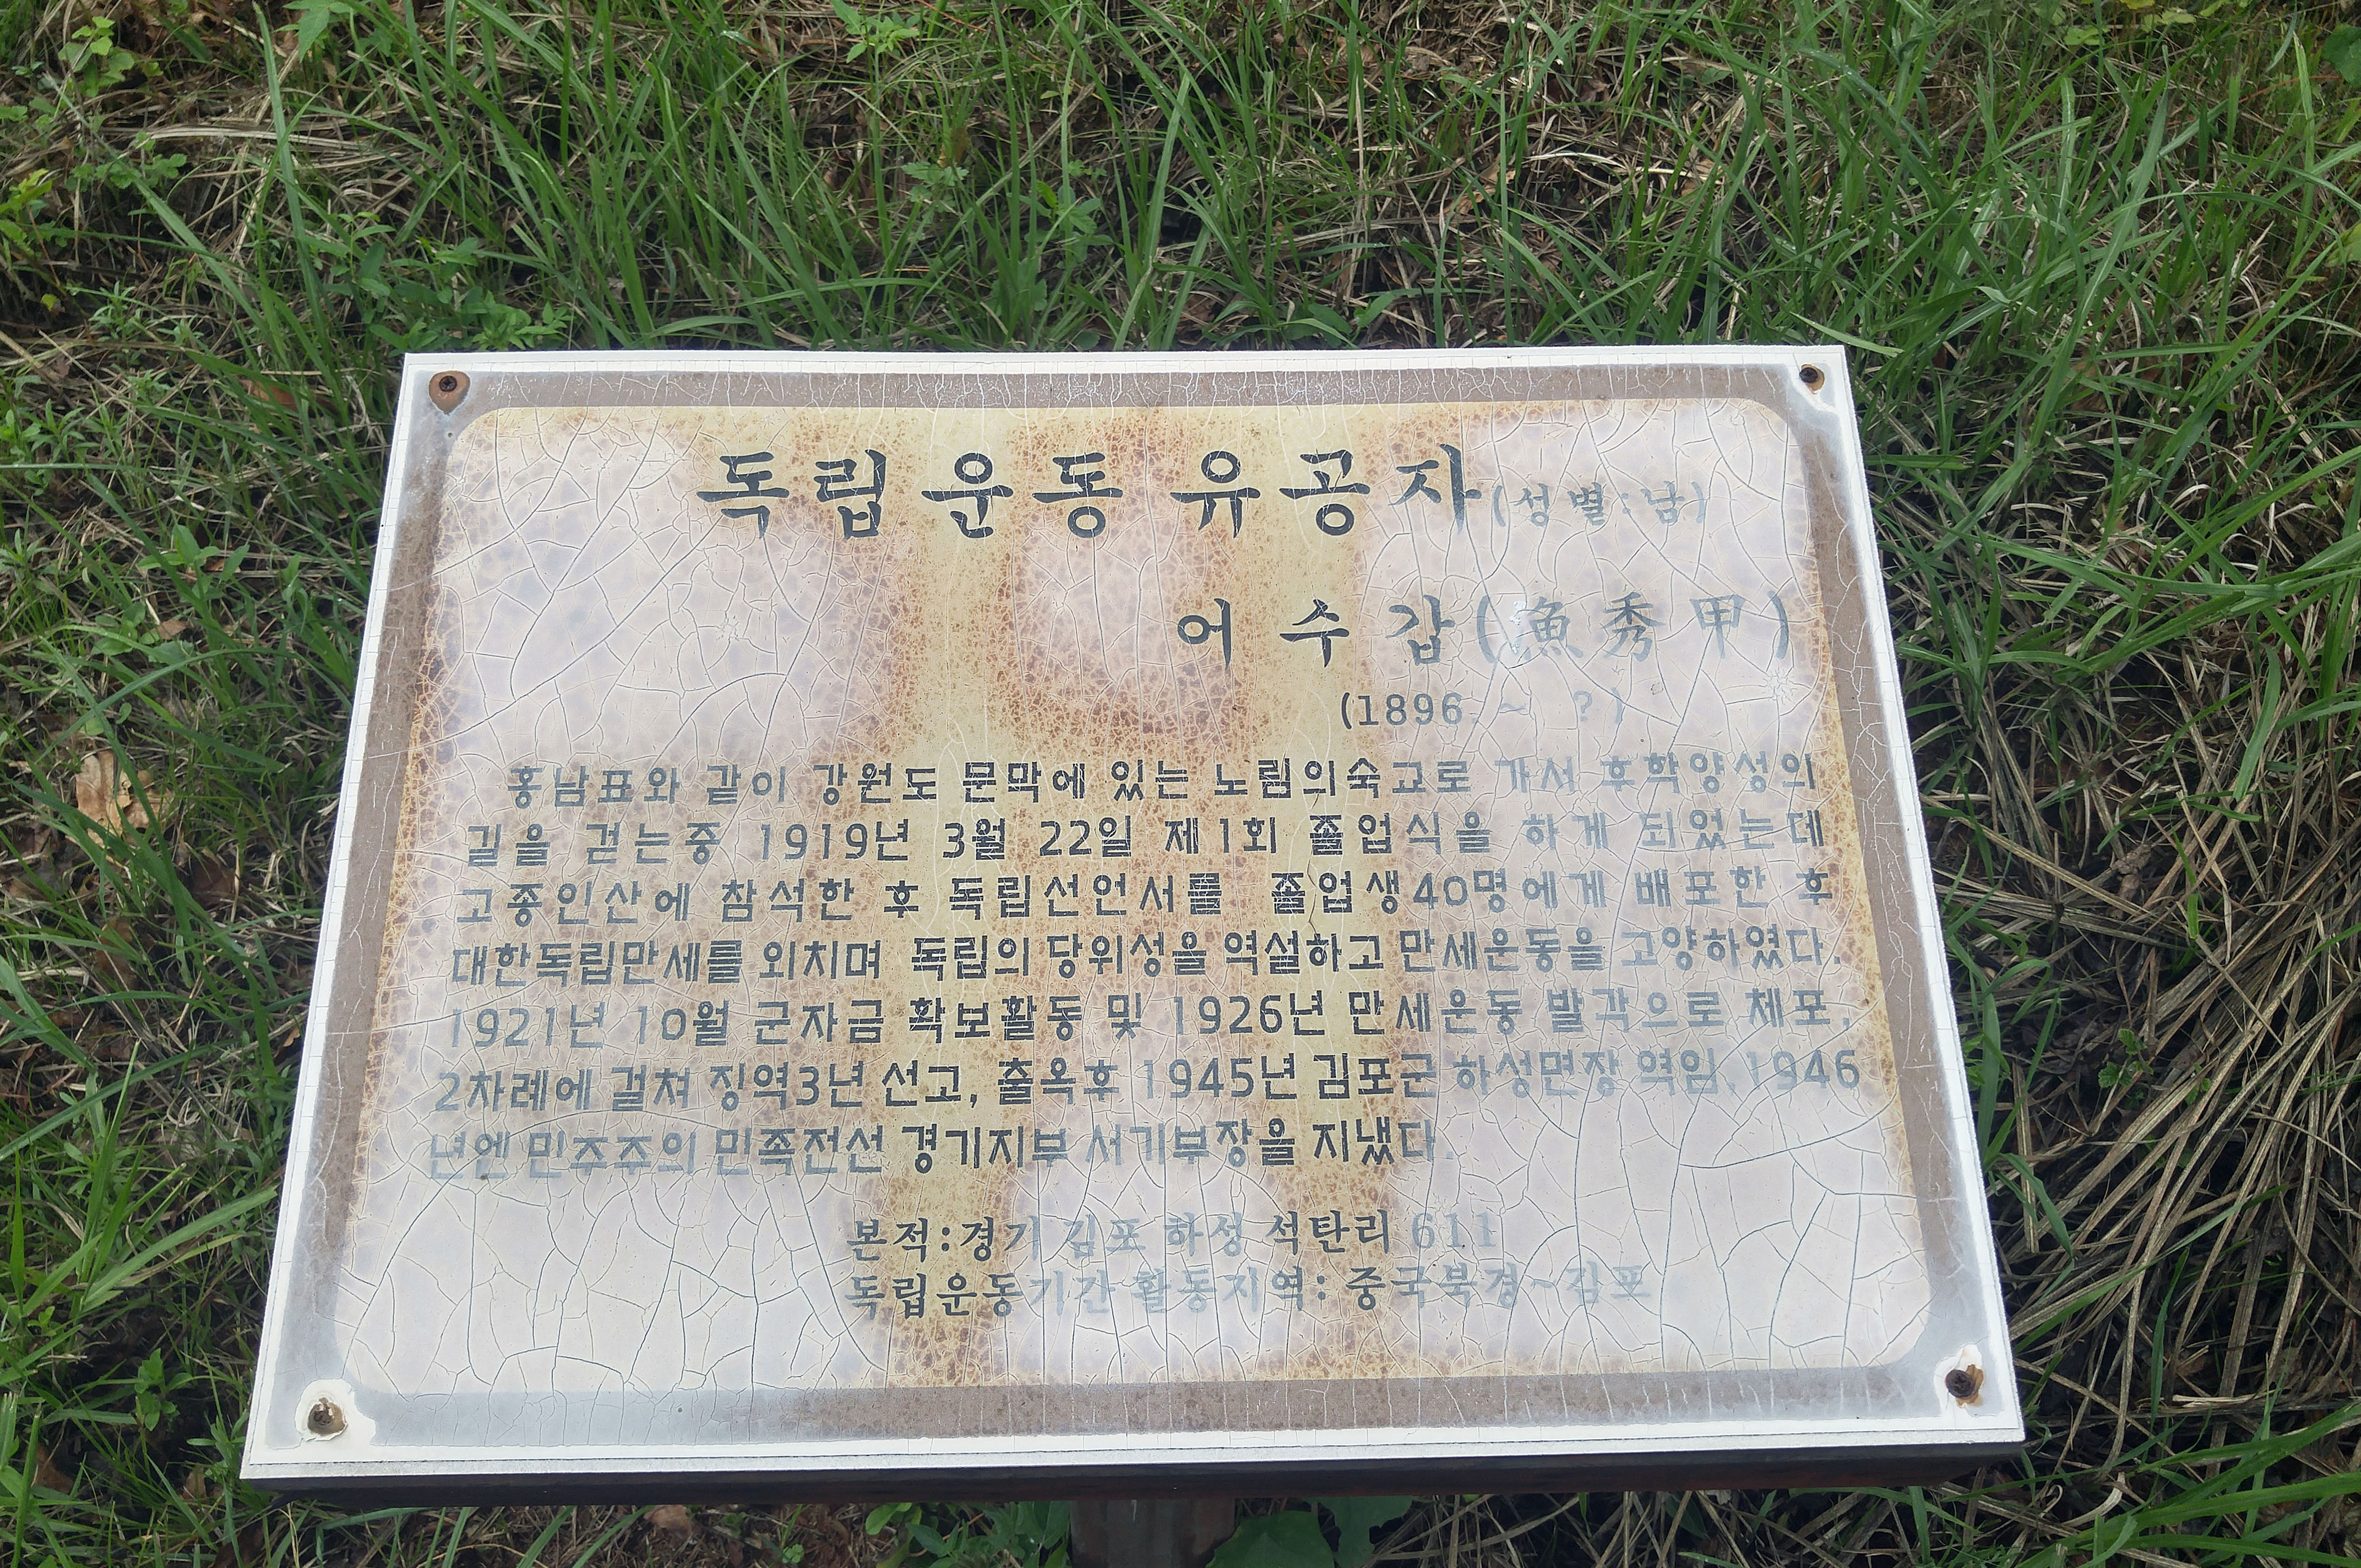 독립운동 유공자(성별:남)
어수갑(漁秀甲)
(1896. ~ ?)
홍남표와 같이 강원도 문막에 있는 노림의숙교로 가서 후학양성의
길을 걷는중 1919년 3월 22일 제1회 졸업식을 하게 되었는데
고종인산에 참석한 후 독립선언서를 졸업생40명에게 배포한 후
대한독립만세를 외치며 독립의 당위성을 역설하고 만세운동을 고양하였다.
1921년 10월 군자금 확보활동 및 1926년 만세운동 발각으로 체포,
2차례에 걸쳐 징역3년 선고, 출옥후 1945년 김포군 하성면장 역임, 1946
년엔 민주주의 민족전선 경기지부 서기부장을 지냈다.
본적:경기 김포 하성 석탄리 611
독립운동기간 활동지역: 중국북경~김포